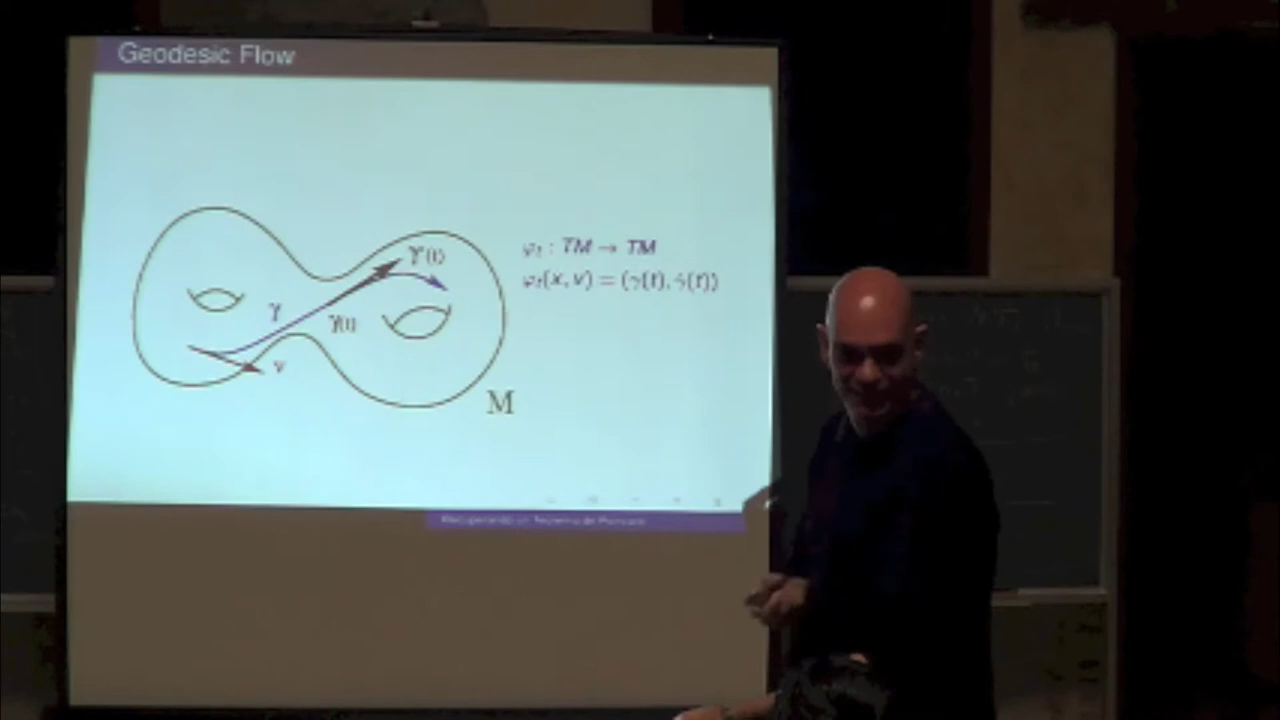 Geodesic Flow
γ'(t)
φt : TM → TM
φt(x, v) = (γ(t), γ̇(t))
γ
γ(t)
v
M